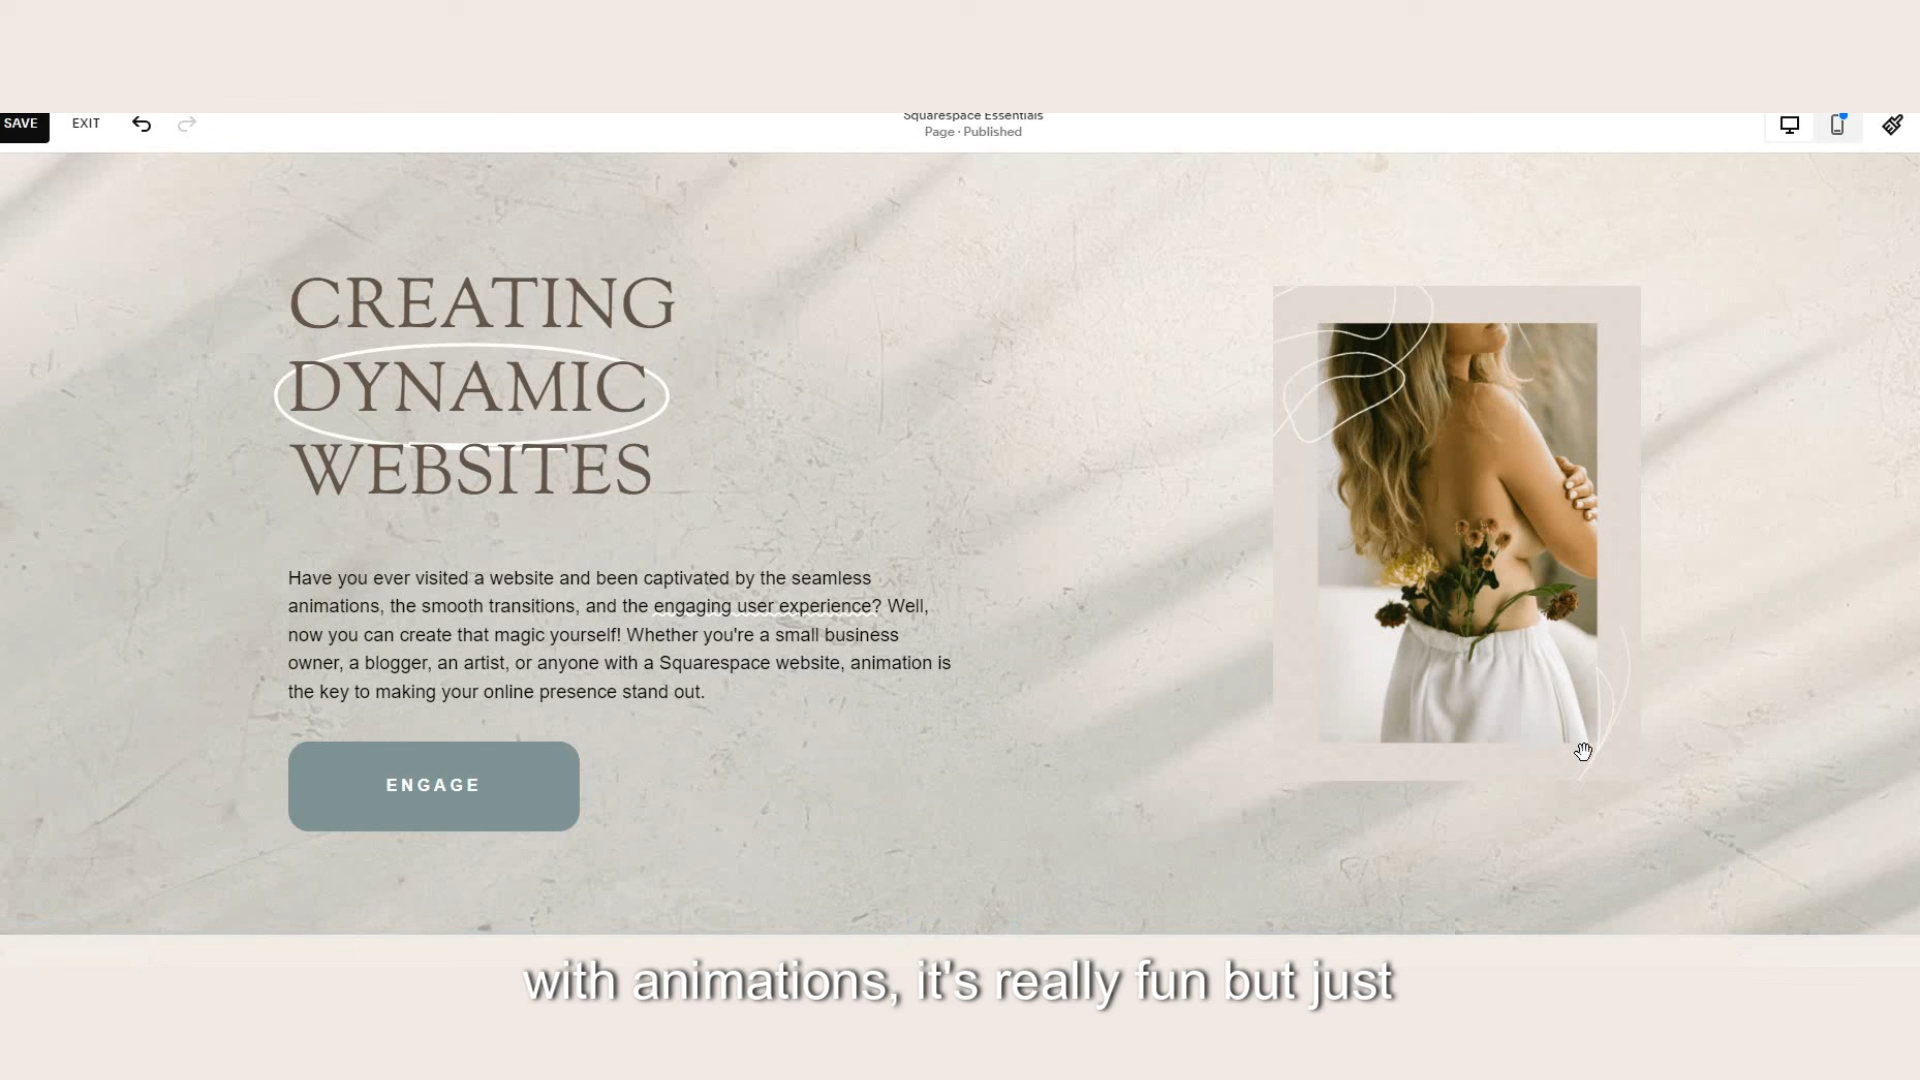 SAVE EXIT
Squarespace Essentials
Page · Published
CREATING
DYNAMIC
WEBSITES
Have you ever visited a website and been captivated by the seamless
animations, the smooth transitions, and the engaging user experience? Well,
now you can create that magic yourself! Whether you're a small business
owner, a blogger, an artist, or anyone with a Squarespace website, animation is
the key to making your online presence stand out.
ENGAGE
with animations, it's really fun but just